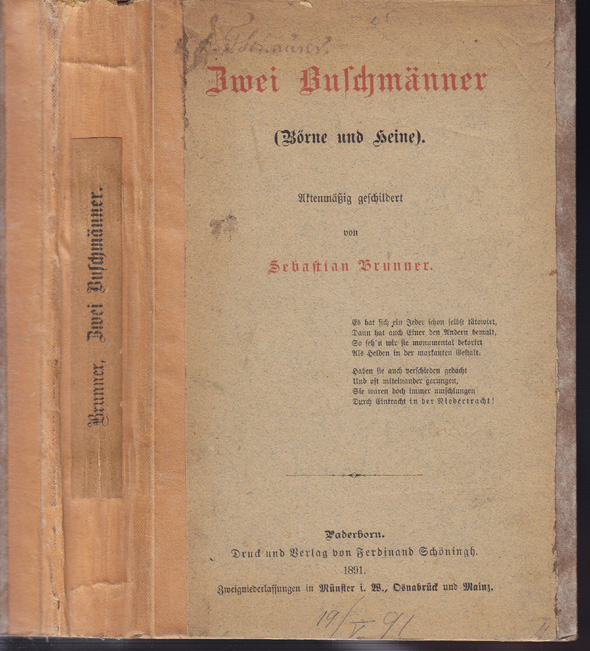 Brunner, Zwei Buschmänner.
Zwei Buschmänner
(Börne und Heine).
Aktenmäßig geschildert
von
Sebastian Brunner.
Es hat sich ein Jeder schon selbst tätowirt,
Dann hat auch Einer den Andern bemalt,
So seh'n wir sie monumental dekorirt
Als Helden in der markanten Gestalt.
Haben sie auch verschieden gedacht
Und oft miteinander gerungen,
Sie waren doch immer umschlungen
Durch Eintracht in der Niedertracht!
Paderborn.
Druck und Verlag von Ferdinand Schöningh.
1891.
Zweigniederlassungen in Münster i. W., Osnabrück und Mainz.
19/V 91